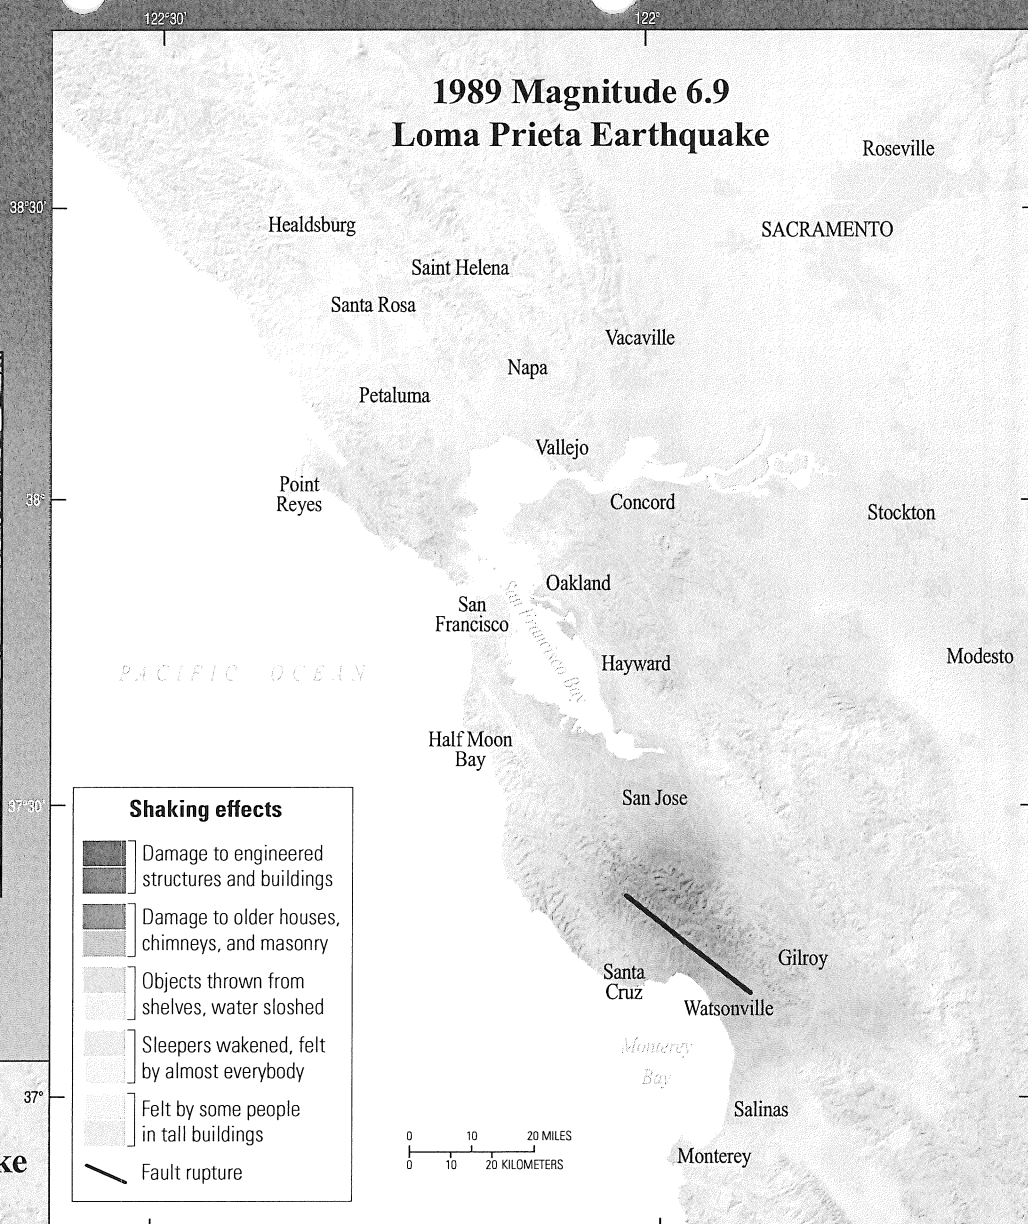 122°30'
122°
1989 Magnitude 6.9
Loma Prieta Earthquake
Roseville
38°30'
Healdsburg
SACRAMENTO
Saint Helena
Santa Rosa
Vacaville
Napa
Petaluma
Vallejo
Point
Reyes
38°
Concord
Stockton
Oakland
San
Francisco
San Francisco Bay
Hayward
Modesto
PACIFIC OCEAN
Half Moon
Bay
San Jose
37°30'
Shaking effects
Damage to engineered
structures and buildings
Damage to older houses,
chimneys, and masonry
Objects thrown from
shelves, water sloshed
Sleepers wakened, felt
by almost everybody
Felt by some people
in tall buildings
Fault rupture
Gilroy
Santa
Cruz
Watsonville
Monterey
Bay
37°
Salinas
Monterey
0 10 20 MILES
0 10 20 KILOMETERS
ke